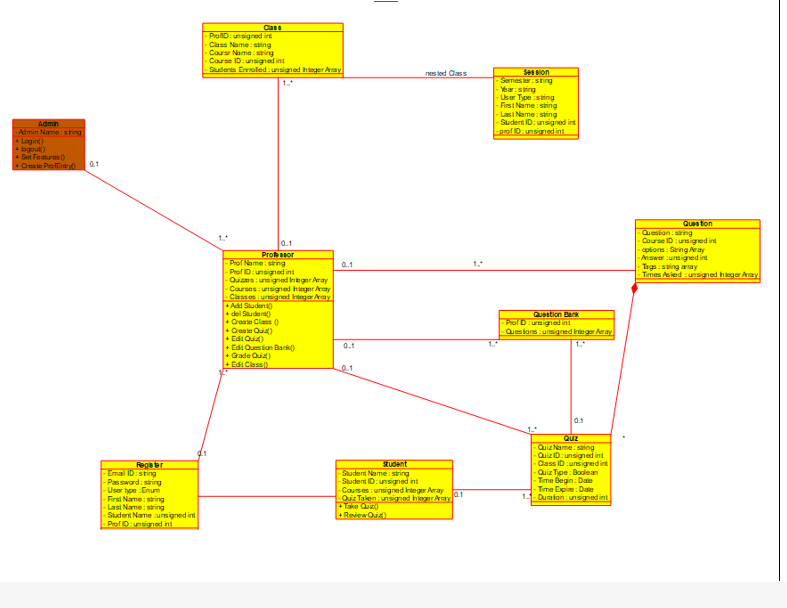 Class
- ProfID : unsigned int
- Class Name : string
- Coursr Name : string
- Course ID : unsigned int
- Students Enrrolled : unsigned Integer Array
nested Class
Session
- Semester : string
- Year : string
- User Type : string
- First Name : string
- Last Name : string
- Student ID : unsigned int
- prof ID : unsigned int
1..*
Admin
- Admin Name : string
+ Login()
+ logout()
+ Set Features()
+ Create ProfEntry()
0.1
1..*
0..1
Professor
- Prof Name : string
- Prof ID : unsigned int
- Quizzes : unsigned Integer Array
- Courses : unsigned Integer Array
- Classes : unsigned Integer Array
+ Add Student()
+ del Student()
+ Create Class ()
+ Create Quiz()
+ Edit Quiz()
+ Edit Question Bank()
+ Grade Quiz()
+ Edit Class()
0..1
1..*
Question
- Question : string
- Course ID : unsigned int
- options : String Array
- Answer : unsigned int
- Tags : string array
- Times Asked : unsigned Integer Array
Question Bank
- Prof ID : unsigned int
- Questions : unsigned Integer Array
0..1
1..*
1..*
0..1
1..*
1..*
0.1
*
0.1
Register
- Email ID : string
- Password : string
- User type : Enum
- First Name : string
- Last Name : string
- Student Name : unsigned int
- Prof ID : unsigned int
Student
- Student Name : string
- Student ID : unsigned int
- Courses : unsigned Integer Array
- Quiz Taken : unsigned Integer Array
+ Take Quiz()
+ Review Quiz()
0.1
1..*
Quiz
- Quiz Name : string
- Quiz ID : unsigned int
- Class ID : unsigned int
- Quiz Type : Boolean
- Time Begin : Date
- Time Expire : Date
- Duration : unsigned int